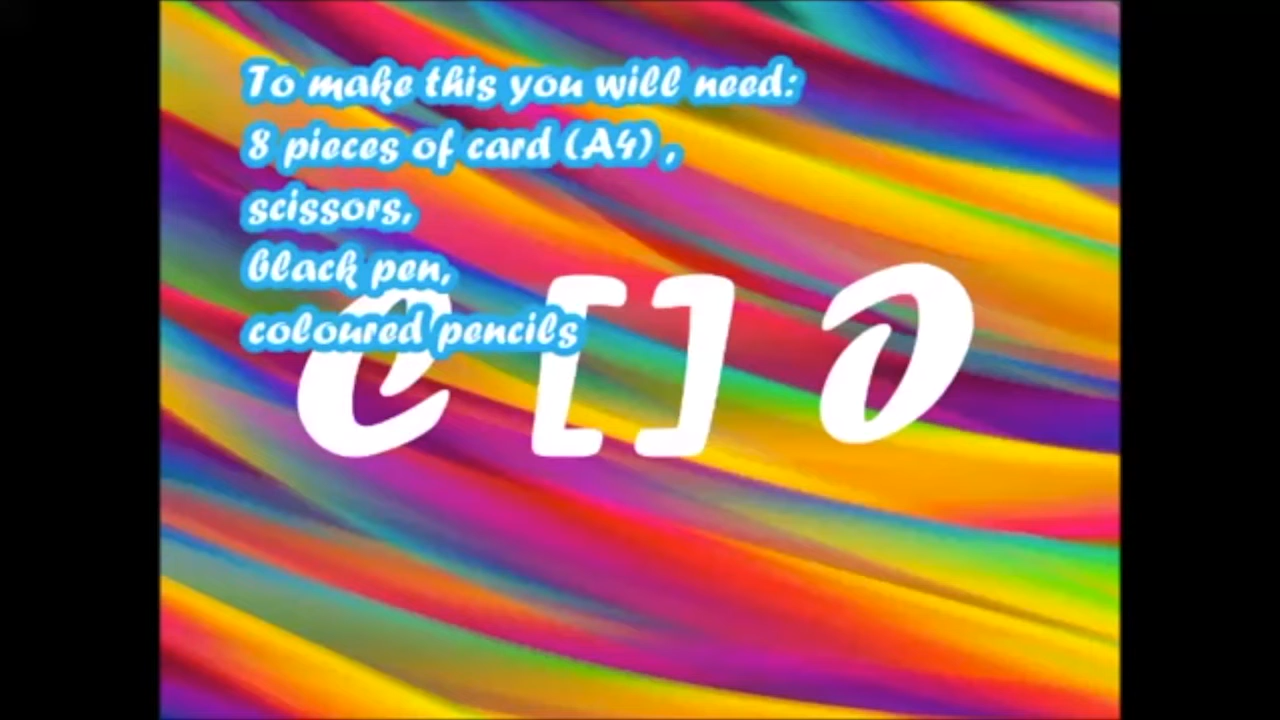 To make this you will need:
8 pieces of card (A4) ,
scissors,
black pen,
coloured pencils
C [] D